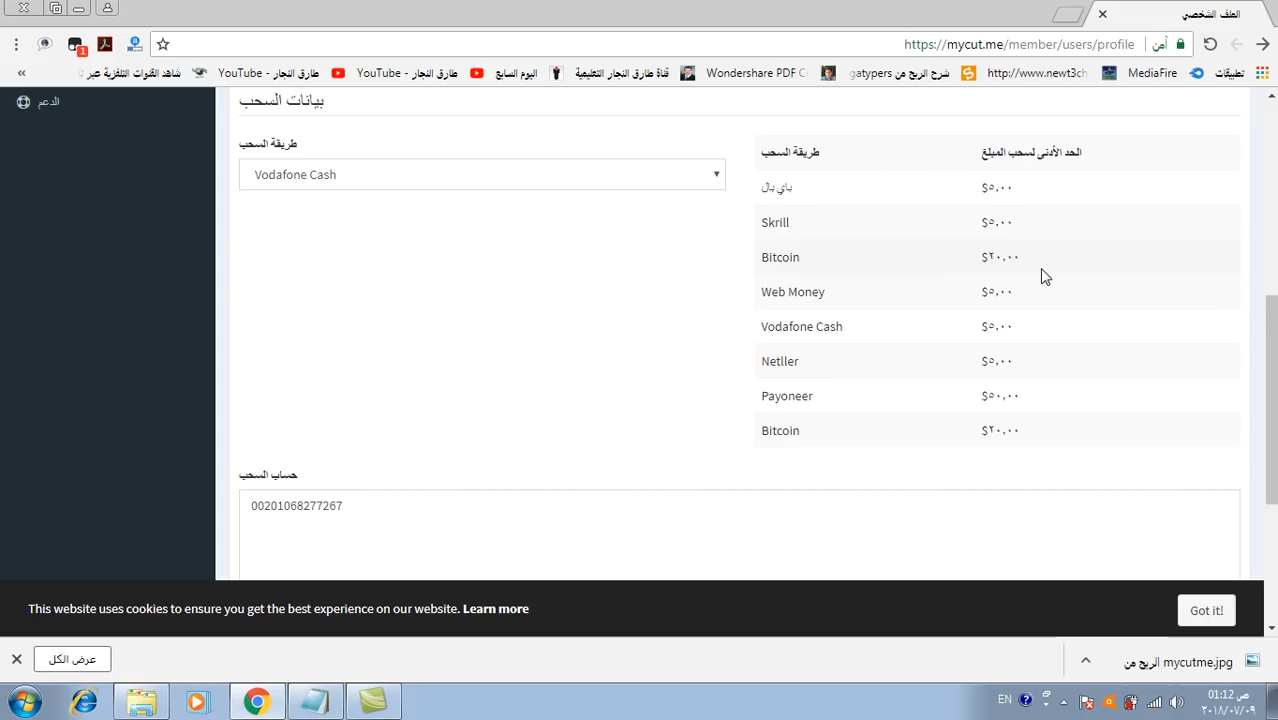 الملف الشخصي
https://mycut.me/member/users/profile
آمن
تطبيقات
MediaFire
http://www.newt3ch
شرح الربح من gatypers
Wondershare PDF C
قناة طارق النجار التعليمية
اليوم السابع
طارق النجار - YouTube
طارق النجار - YouTube
شاهد القنوات التلفزية عبر
»
الدعم
بيانات السحب
طريقة السحب
Vodafone Cash
طريقة السحب
الحد الأدنى لسحب المبلغ
باي بال
$٥,٠٠
Skrill
$٥,٠٠
Bitcoin
$٢٠,٠٠
Web Money
$٥,٠٠
Vodafone Cash
$٥,٠٠
Netller
$٥,٠٠
Payoneer
$٥٠,٠٠
Bitcoin
$٢٠,٠٠
حساب السحب
00201068277267
This website uses cookies to ensure you get the best experience on our website. Learn more
Got it!
عرض الكل
الربح من mycutme.jpg
EN
01:12 ص
٢٠١٨/٠٧/٠٩
1